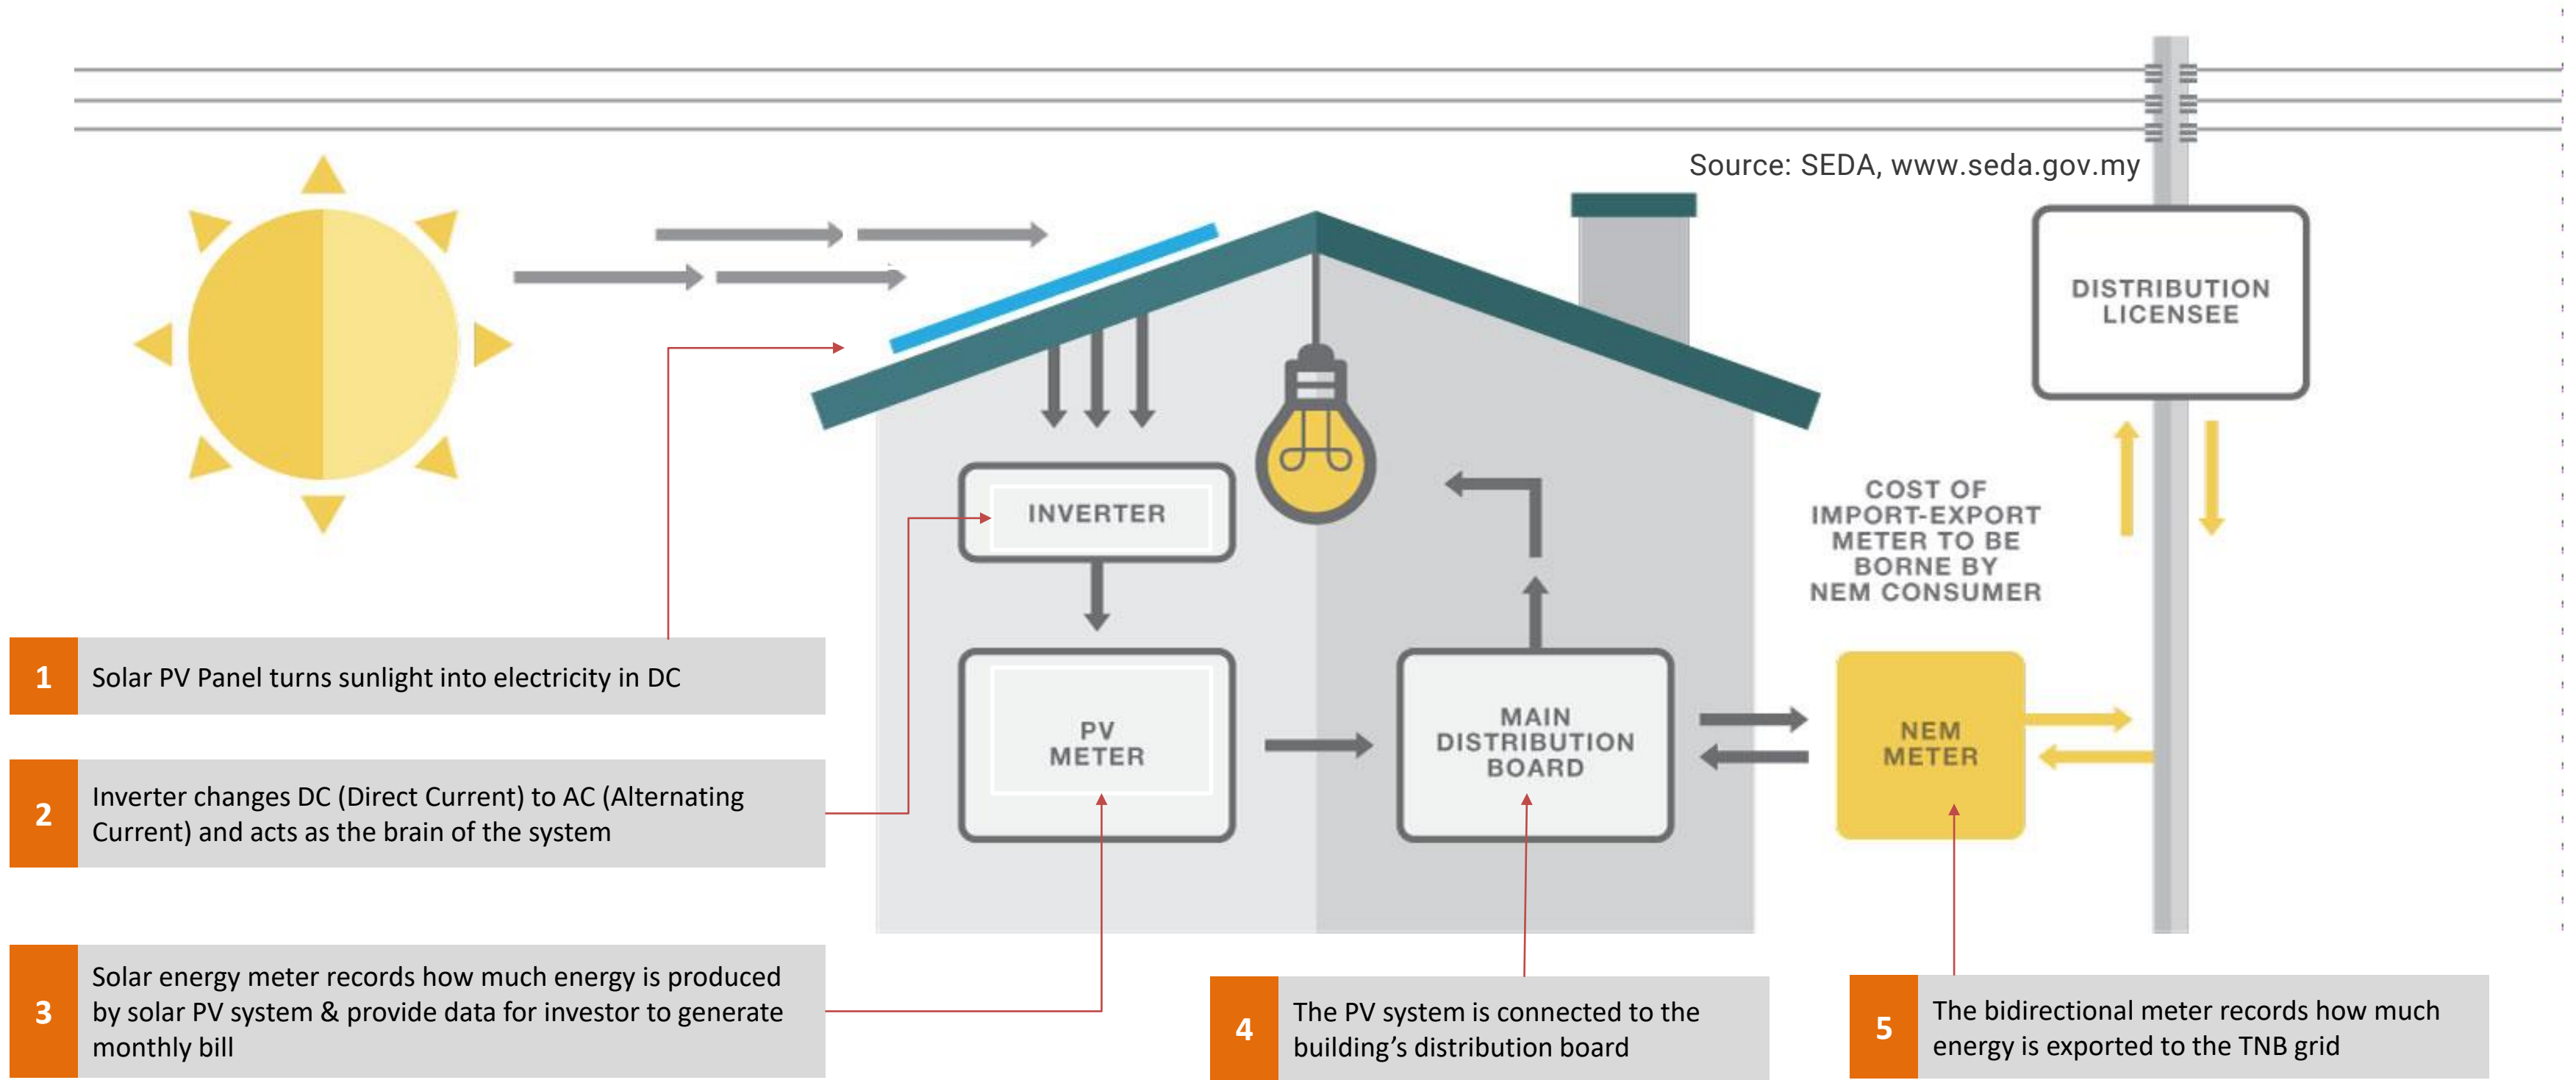 Source: SEDA, www.seda.gov.my
DISTRIBUTION
LICENSEE
COST OF
IMPORT-EXPORT
METER TO BE
BORNE BY
NEM CONSUMER
INVERTER
PV
METER
MAIN
DISTRIBUTION
BOARD
NEM
METER
1
Solar PV Panel turns sunlight into electricity in DC
2
Inverter changes DC (Direct Current) to AC (Alternating
Current) and acts as the brain of the system
3
Solar energy meter records how much energy is produced
by solar PV system & provide data for investor to generate
monthly bill
4
The PV system is connected to the
building’s distribution board
5
The bidirectional meter records how much
energy is exported to the TNB grid